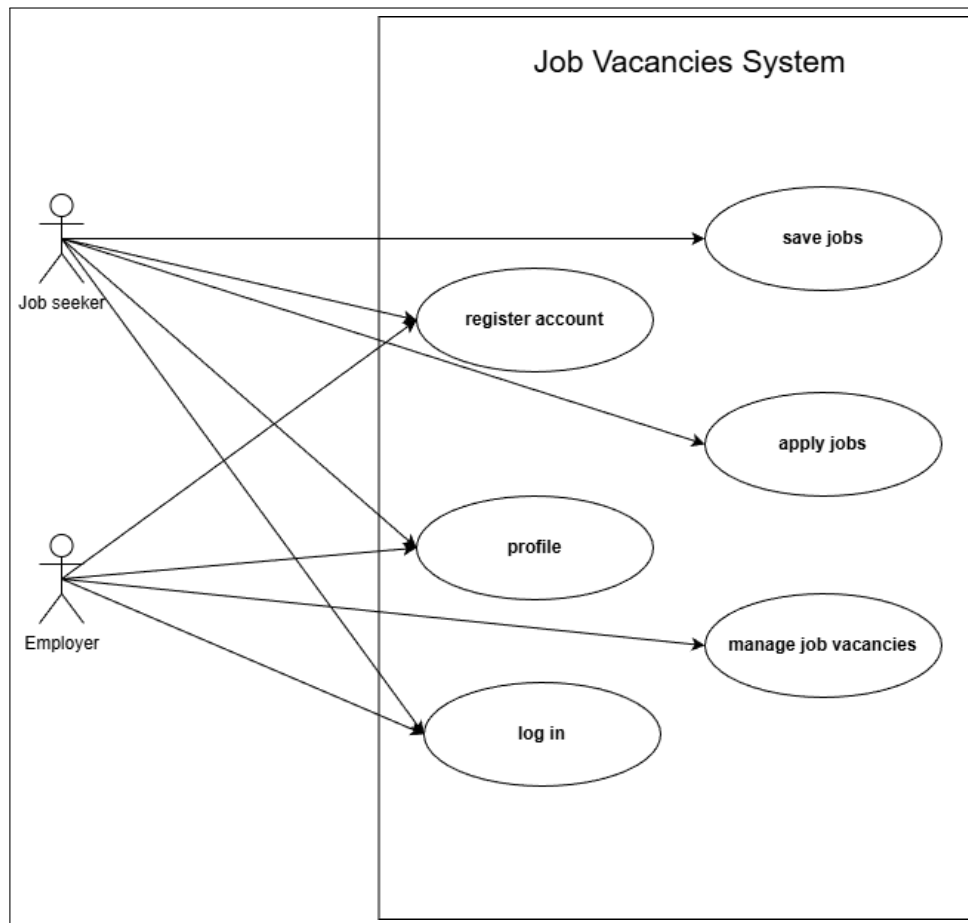 Job Vacancies System
save jobs
Job seeker
register account
apply jobs
profile
Employer
manage job vacancies
log in